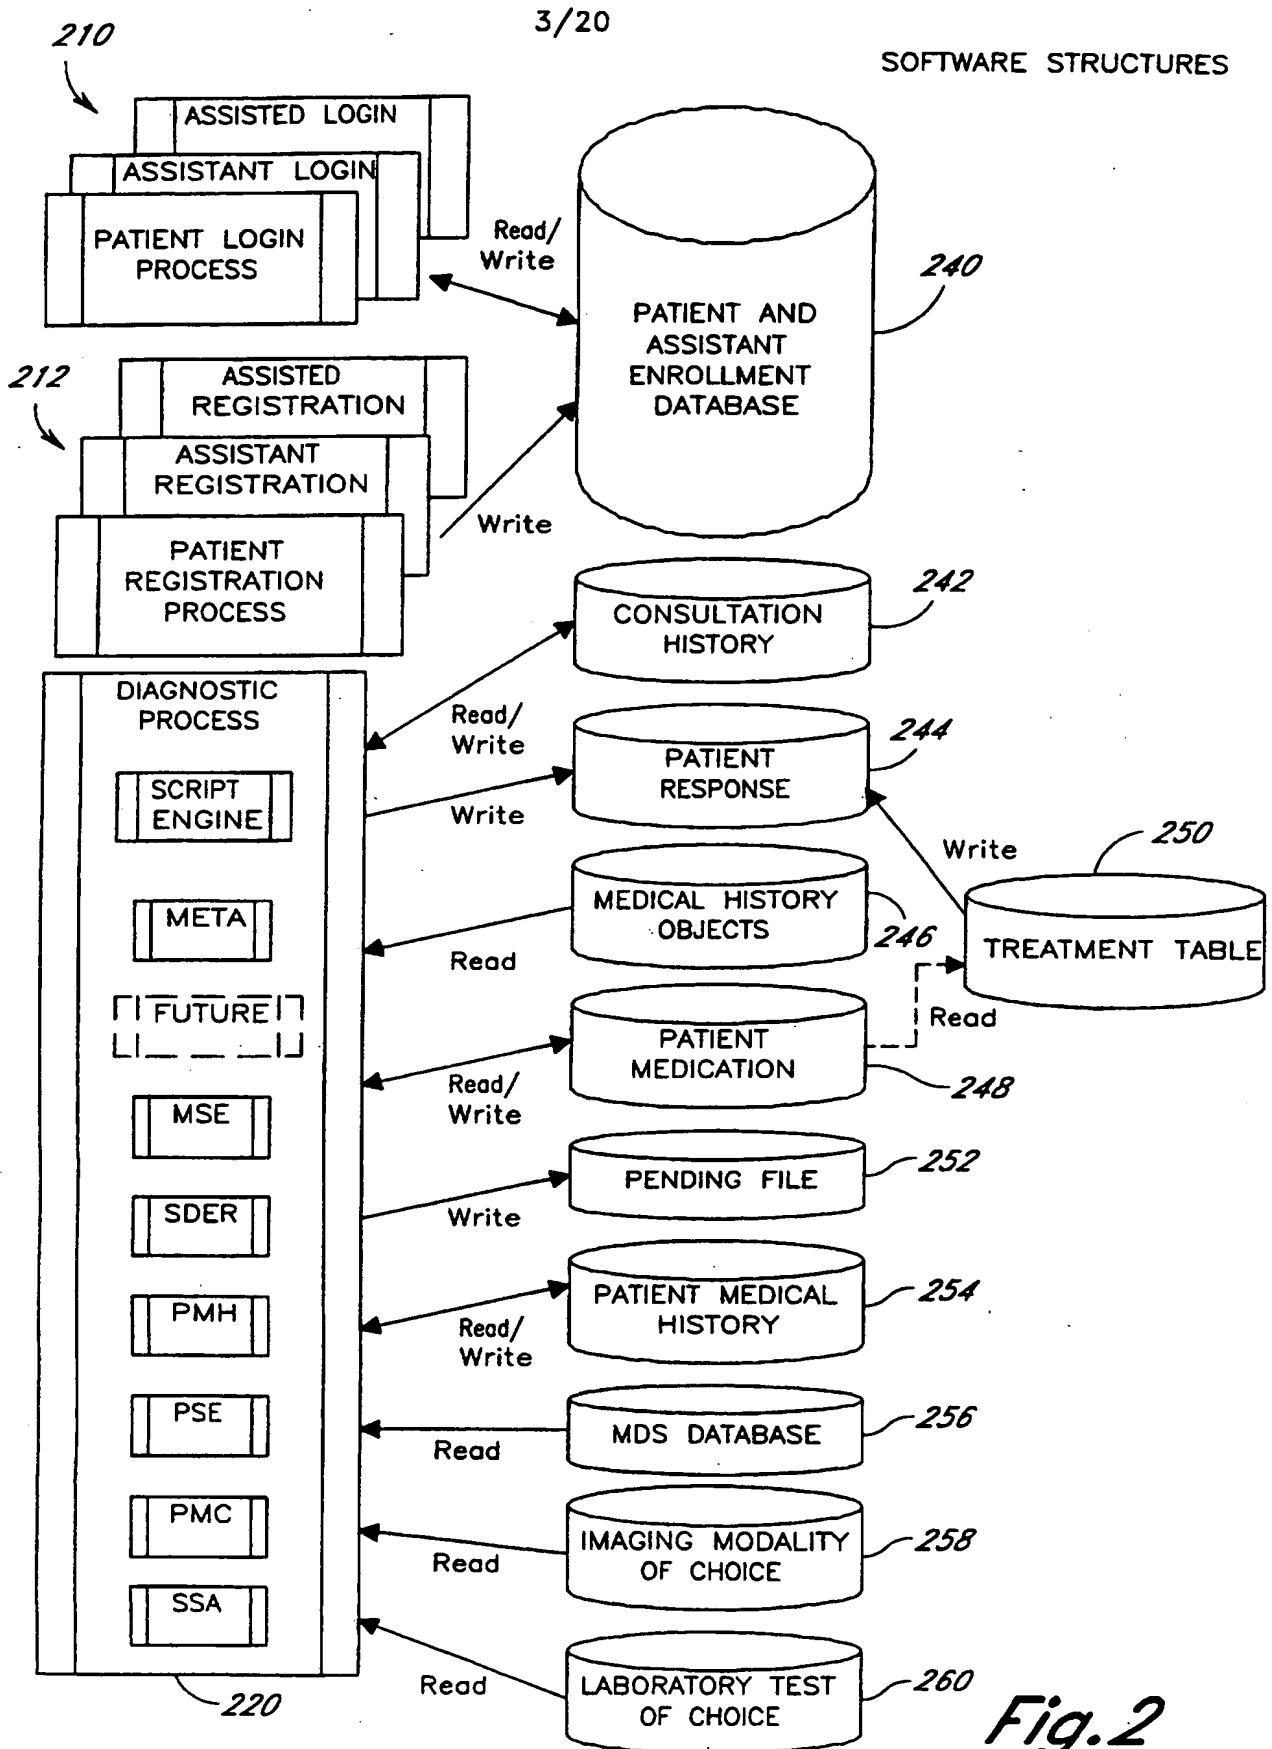 3/20
SOFTWARE STRUCTURES
210
ASSISTED LOGIN
ASSISTANT LOGIN
PATIENT LOGIN
PROCESS
Read/
Write
PATIENT AND
ASSISTANT
ENROLLMENT
DATABASE
240
212
ASSISTED
REGISTRATION
ASSISTANT
REGISTRATION
PATIENT
REGISTRATION
PROCESS
Write
CONSULTATION
HISTORY
242
DIAGNOSTIC
PROCESS
Read/
Write
SCRIPT
ENGINE
Write
PATIENT
RESPONSE
244
Write
250
TREATMENT TABLE
META
Read
MEDICAL HISTORY
OBJECTS
246
FUTURE
Read/
Write
PATIENT
MEDICATION
248
Read
MSE
PENDING FILE
252
SDER
Write
PMH
Read/
Write
PATIENT MEDICAL
HISTORY
254
PSE
Read
MDS DATABASE
256
PMC
Read
IMAGING MODALITY
OF CHOICE
258
SSA
Read
LABORATORY TEST
OF CHOICE
260
220
Fig.2